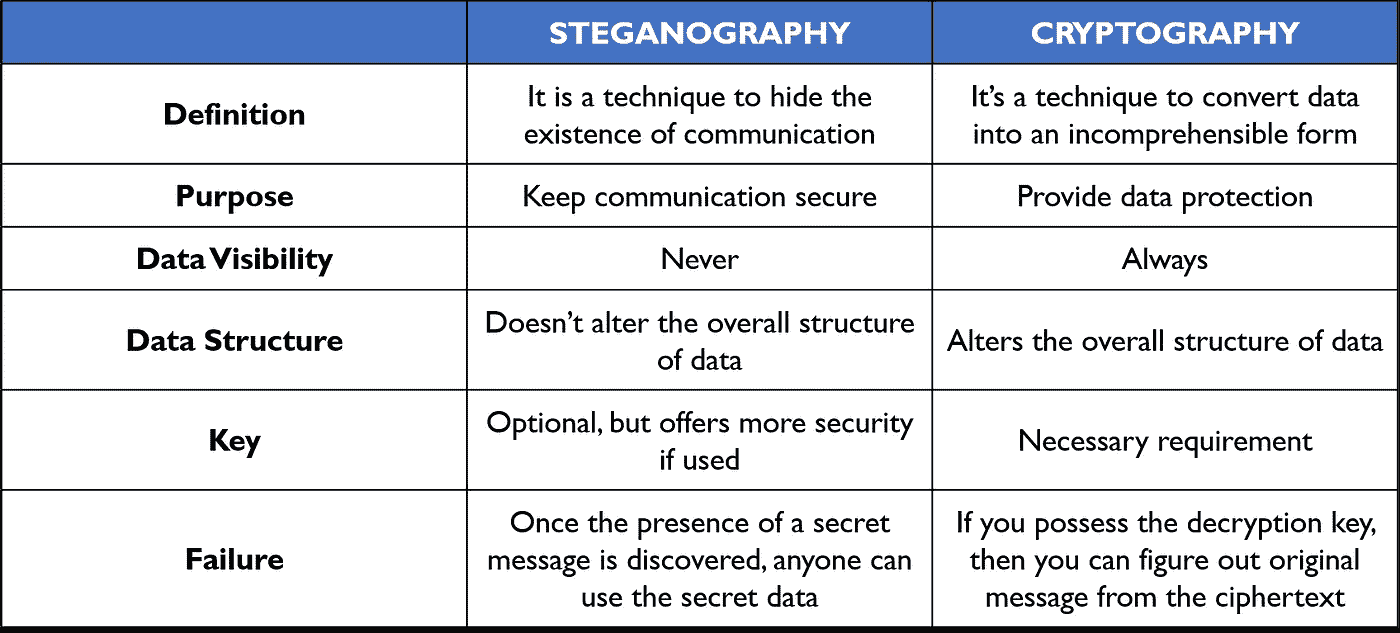 STEGANOGRAPHY CRYPTOGRAPHY
Definition
It is a technique to hide the
existence of communication
It's a technique to convert data
into an incomprehensible form
Purpose
Keep communication secure
Provide data protection
Data Visibility
Never
Always
Data Structure
Doesn't alter the overall structure
of data
Alters the overall structure of data
Key
Optional, but offers more security
if used
Necessary requirement
Failure
Once the presence of a secret
message is discovered, anyone can
use the secret data
If you possess the decryption key,
then you can figure out original
message from the ciphertext